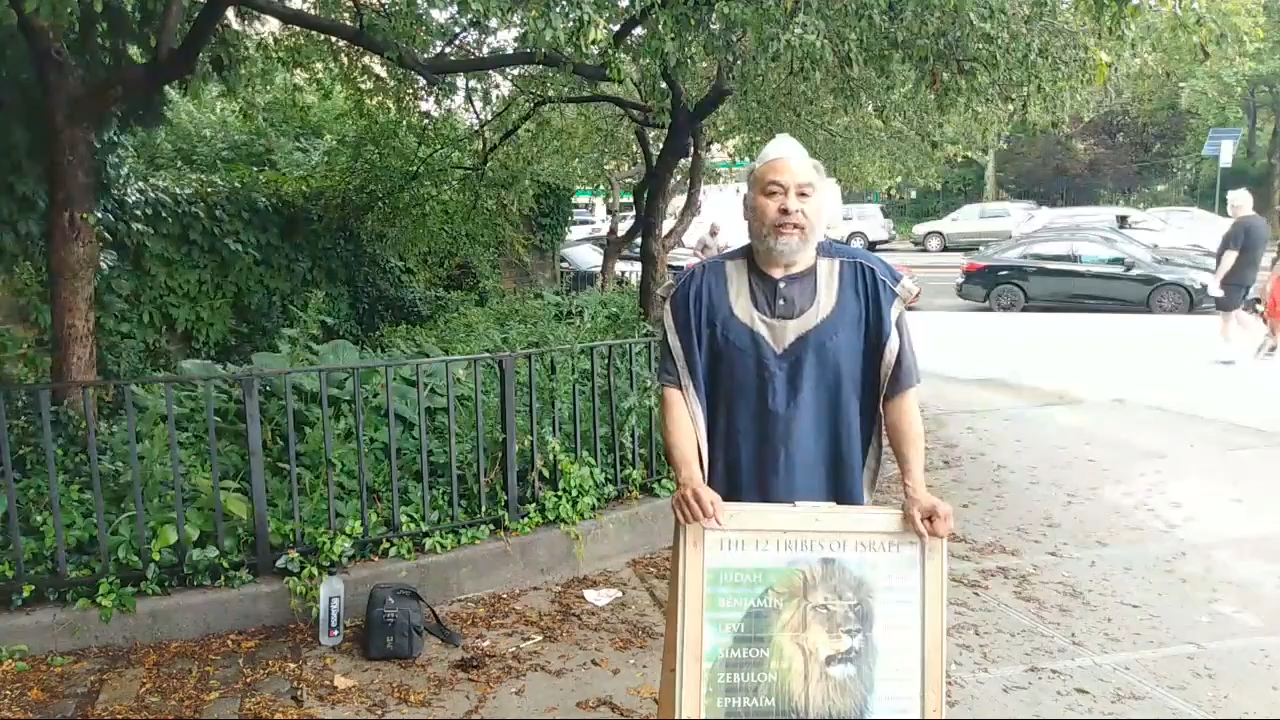 THE 12 TRIBES OF ISRAEL
JUDAH
BENJAMIN
LEVI
SIMEON
ZEBULON
EPHRAIM